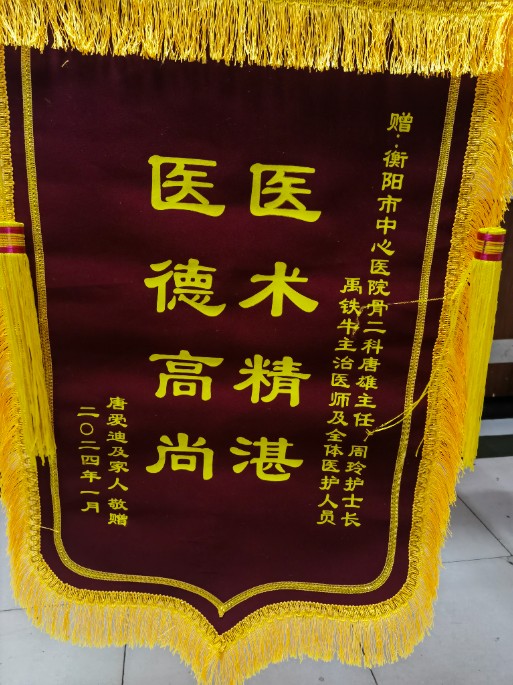 赠：衡阳市中心医院骨二科唐雄主任、周玲护士长
禹铁牛主治医师及全体医护人员
医术精湛
医德高尚
唐爱迪及家人 敬赠
二〇二四年一月